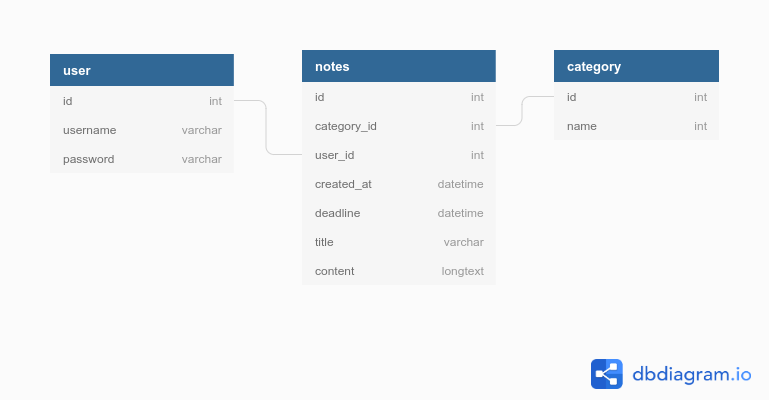 user
id int
username varchar
password varchar
notes
id int
category_id int
user_id int
created_at datetime
deadline datetime
title varchar
content longtext
category
id int
name int
dbdiagram.io